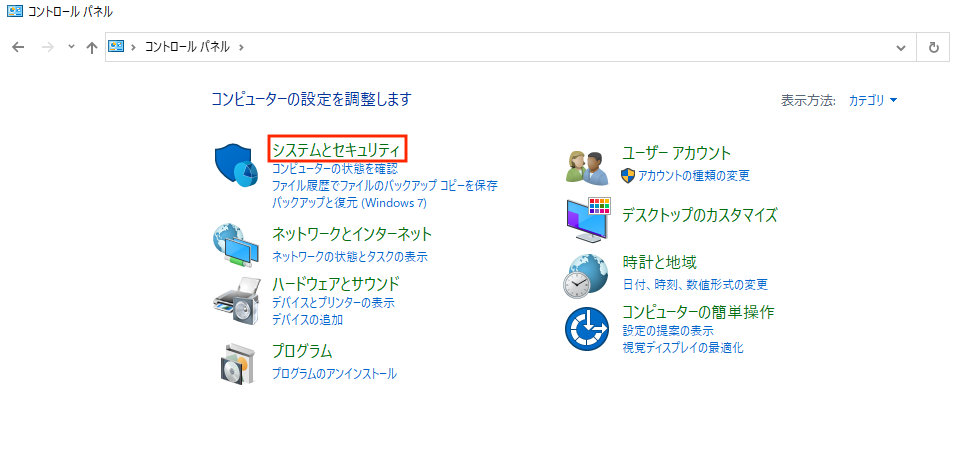 コントロール パネル
コントロール パネル
コンピューターの設定を調整します
表示方法: カテゴリ
システムとセキュリティ
コンピューターの状態を確認
ファイル履歴でファイルのバックアップ コピーを保存
バックアップと復元 (Windows 7)
ネットワークとインターネット
ネットワークの状態とタスクの表示
ハードウェアとサウンド
デバイスとプリンターの表示
デバイスの追加
プログラム
プログラムのアンインストール
ユーザー アカウント
アカウントの種類の変更
デスクトップのカスタマイズ
時計と地域
日付、時刻、数値形式の変更
コンピューターの簡単操作
設定の提案の表示
視覚ディスプレイの最適化